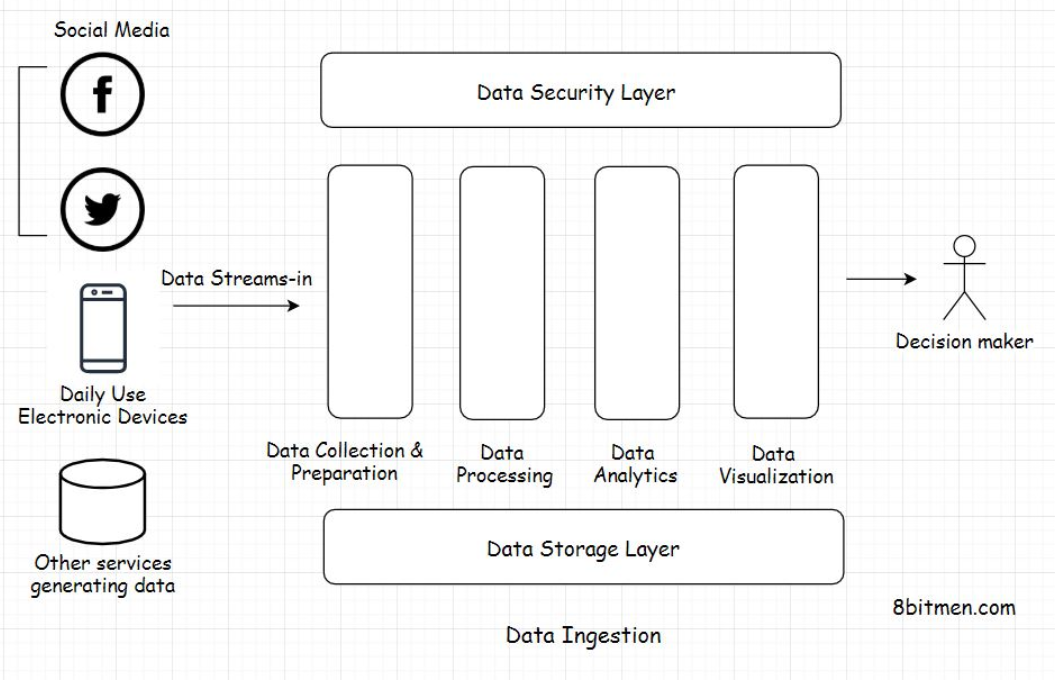 Social Media
Data Security Layer
Data Streams-in
Decision maker
Daily Use
Electronic Devices
Data Collection &
Preparation
Data
Processing
Data
Analytics
Data
Visualization
Data Storage Layer
Other services
generating data
8bitmen.com
Data Ingestion